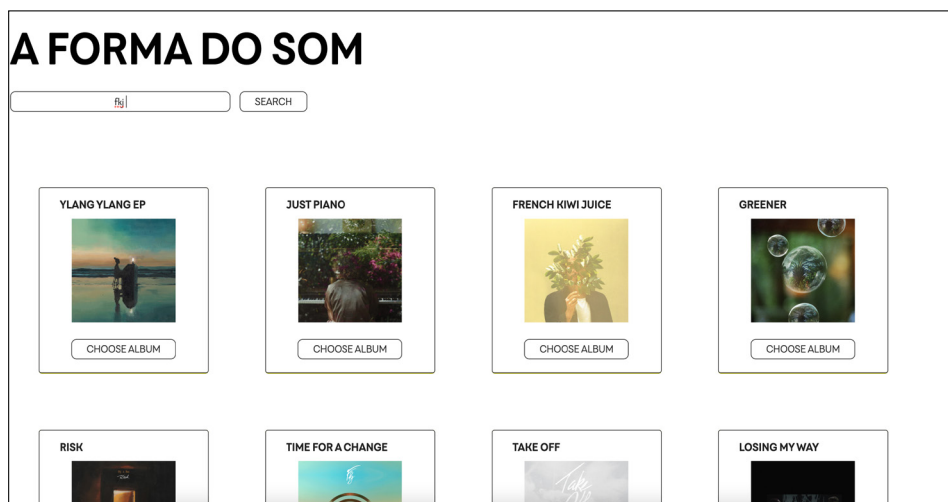 A FORMA DO SOM
fkj
SEARCH
YLANG YLANG EP
JUST PIANO
FRENCH KIWI JUICE
GREENER
CHOOSE ALBUM
CHOOSE ALBUM
CHOOSE ALBUM
CHOOSE ALBUM
RISK
TIME FOR A CHANGE
TAKE OFF
LOSING MY WAY
Take